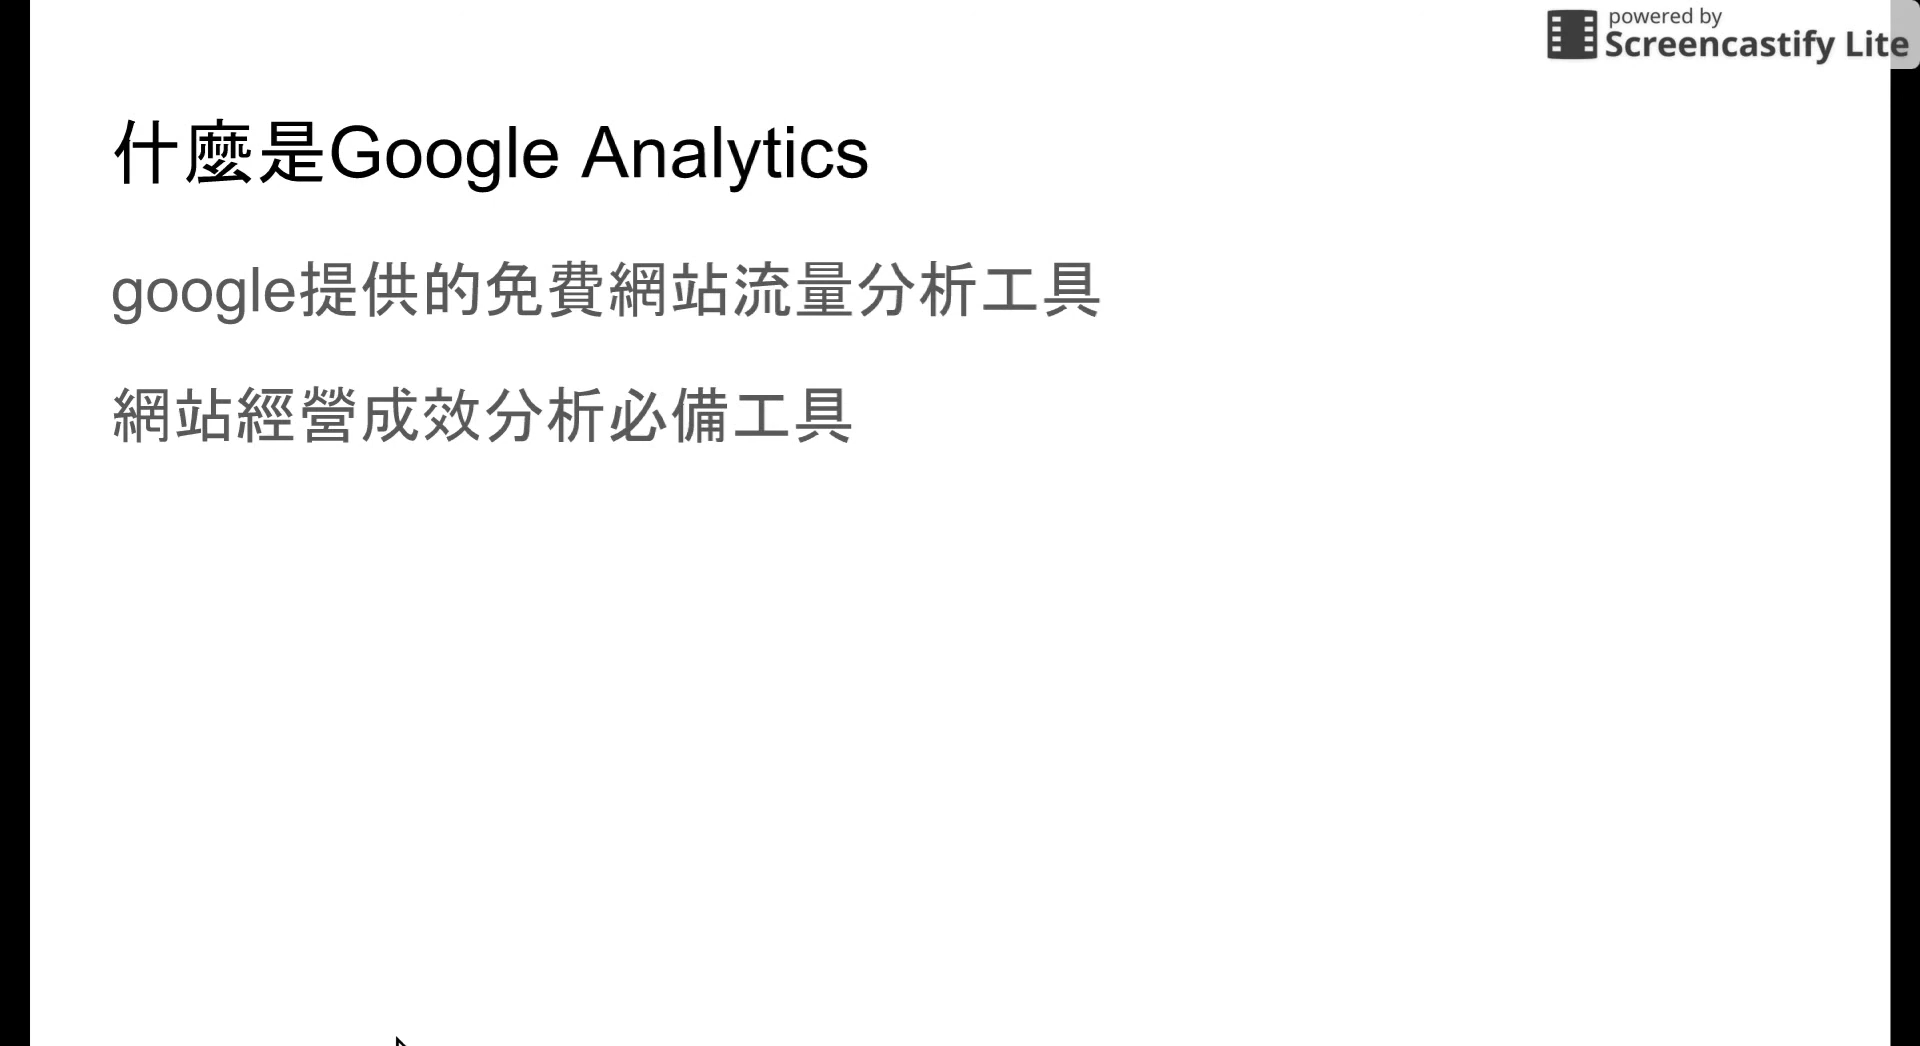 powered by
Screencastify Lite
什麼是Google Analytics
google提供的免費網站流量分析工具
網站經營成效分析必備工具